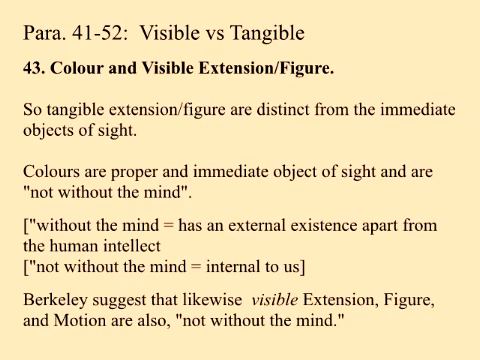 Para. 41-52:  Visible vs Tangible
43. Colour and Visible Extension/Figure.
So tangible extension/figure are distinct from the immediate
objects of sight.
Colours are proper and immediate object of sight and are
"not without the mind".
["without the mind = has an external existence apart from
the human intellect
["not without the mind = internal to us]
Berkeley suggest that likewise  visible Extension, Figure,
and Motion are also, "not without the mind."